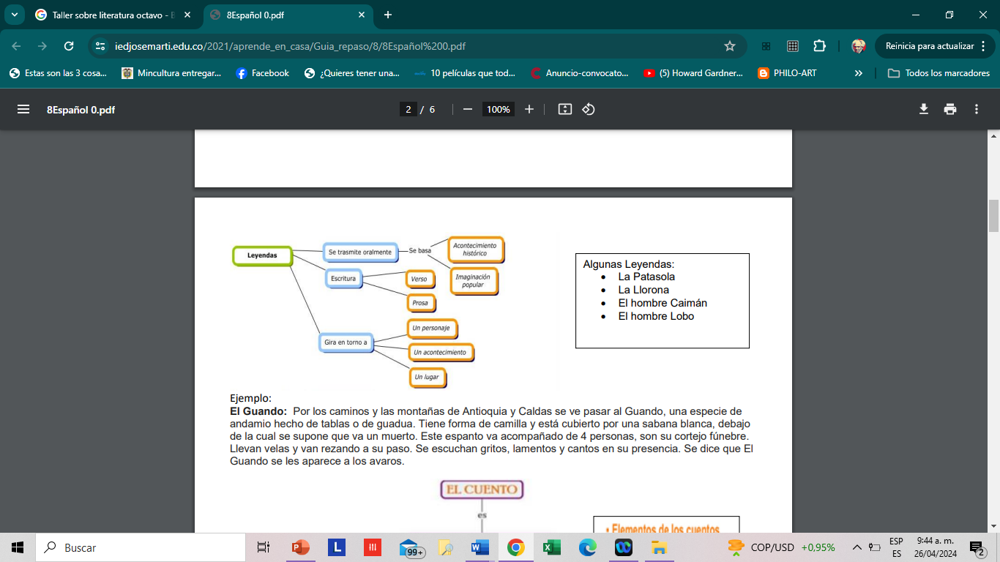 Taller sobre literatura octavo - E
8Español 0.pdf
iedjosemarti.edu.co/2021/aprende_en_casa/Guia_repaso/8/8Español%200.pdf
Reinicia para actualizar
Estas son las 3 cosa...
Mincultura entregar...
Facebook
¿Quieres tener una...
10 películas que tod...
Anuncio-convocato...
(5) Howard Gardner...
PHILO-ART
»
Todos los marcadores
8Español 0.pdf
2 / 6
100%
Leyendas
Se trasmite oralmente
Se basa
Acontecimiento
histórico
Imaginación
popular
Escritura
Verso
Prosa
Gira en torno a
Un personaje
Un acontecimiento
Un lugar
Algunas Leyendas:
• La Patasola
• La Llorona
• El hombre Caimán
• El hombre Lobo
Ejemplo:
El Guando: Por los caminos y las montañas de Antioquia y Caldas se ve pasar al Guando, una especie de
andamio hecho de tablas o de guadua. Tiene forma de camilla y está cubierto por una sabana blanca, debajo
de la cual se supone que va un muerto. Este espanto va acompañado de 4 personas, son su cortejo fúnebre.
Llevan velas y van rezando a su paso. Se escuchan gritos, lamentos y cantos en su presencia. Se dice que El
Guando se les aparece a los avaros.
EL CUENTO
es
• Elementos de los cuentos
Buscar
99+
COP/USD +0,95%
ESP
ES
9:44 a. m.
26/04/2024
2